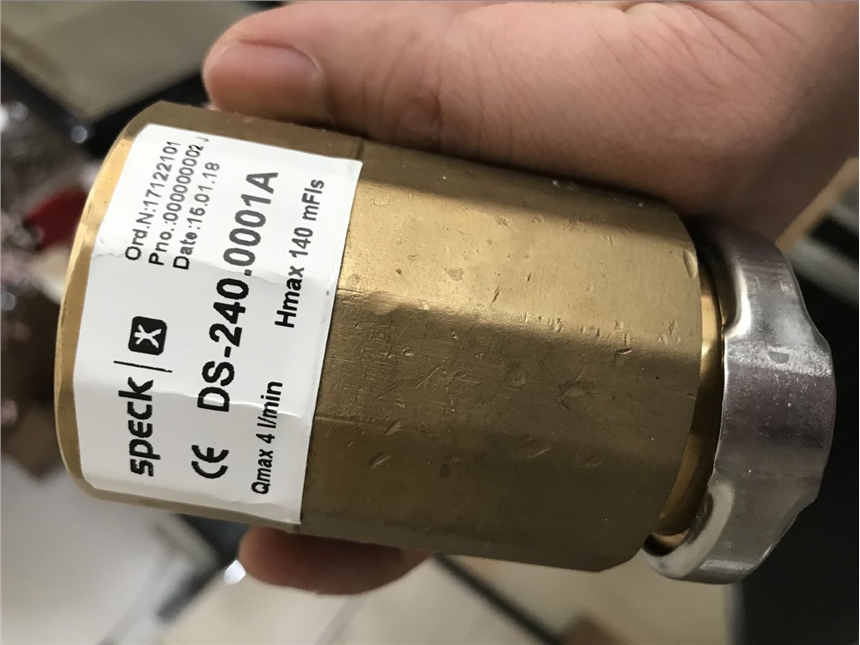 Ord.N:17122101
Pno.:000000002 J
Date:15.01.18
speck
CE DS-240.0001A
Qmax 4 l/min Hmax 140 mFls